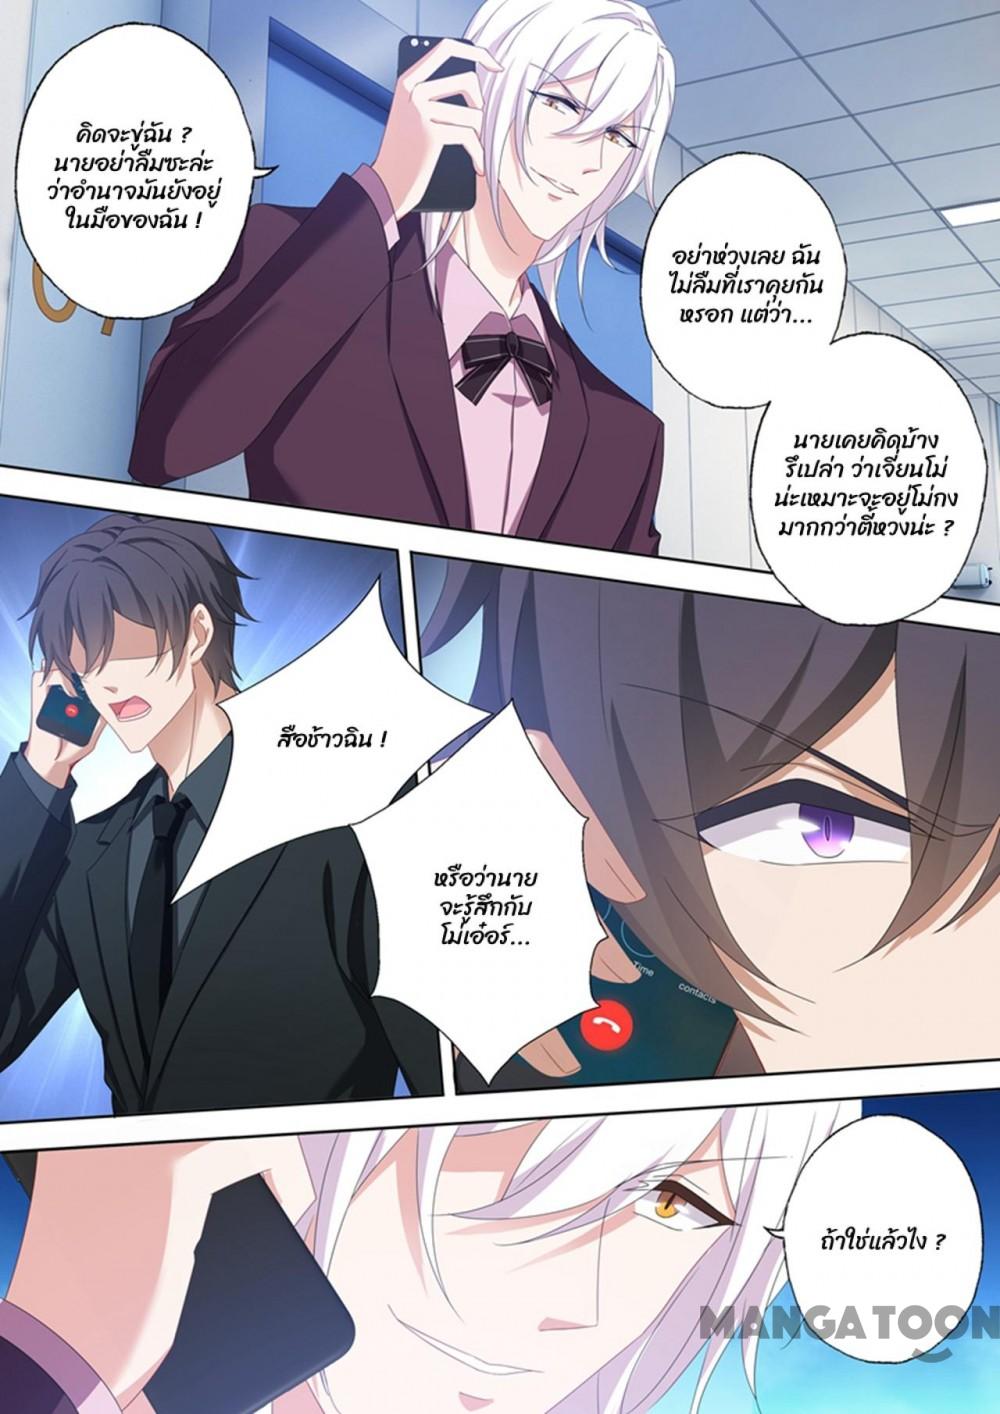 คิดจะขู่ฉัน ?
นายอย่าลืมซะล่ะ
ว่าอำนาจมันยังอยู่
ในมือของฉัน !
อย่าห่วงเลย ฉัน
ไม่ลืมที่เราคุยกัน
หรอก แต่ว่า...
นายเคยคิดบ้าง
รึเปล่า ว่าเจี่ยนโม่
น่ะเหมาะจะอยู่โม่กง
มากกว่าตี้หวงน่ะ ?
สือช้าวฉิน !
หรือว่านาย
จะรู้สึกกับ
โม่เอ๋อร์...
Time
contacts
ถ้าใช่แล้วไง ?
MANGATOON